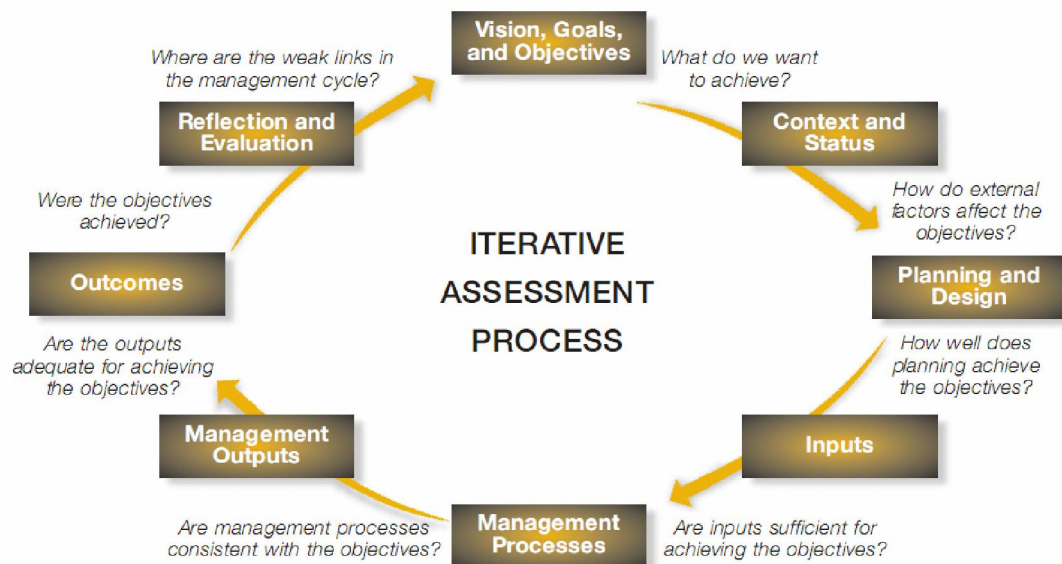 Vision, Goals,
and Objectives
What do we want
to achieve?
Context and
Status
How do external
factors affect the
objectives?
Planning and
Design
How well does
planning achieve
the objectives?
Inputs
Are inputs sufficient for
achieving the objectives?
Management
Processes
Are management processes
consistent with the objectives?
Management
Outputs
Are the outputs
adequate for achieving
the objectives?
Outcomes
Were the objectives
achieved?
Reflection and
Evaluation
Where are the weak links
in the management cycle?
ITERATIVE
ASSESSMENT
PROCESS